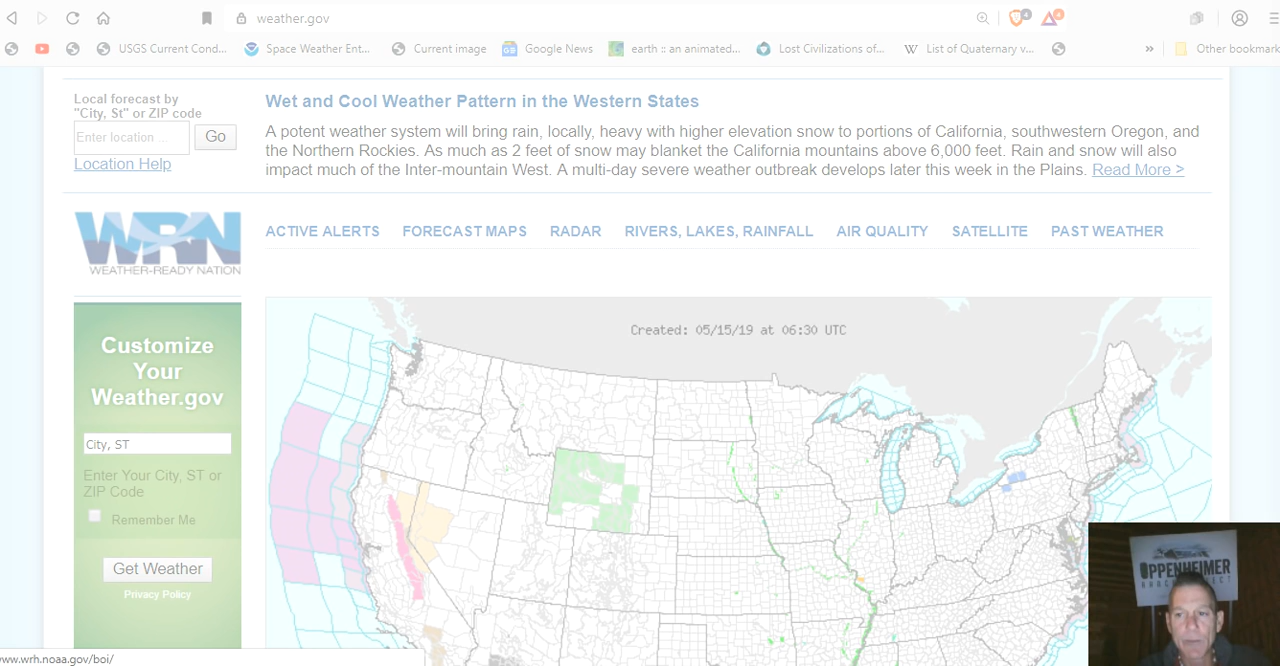 weather.gov
4
4
USGS Current Cond...
Space Weather Ent...
Current image
Google News
earth :: an animated...
Lost Civilizations of...
W List of Quaternary v...
»
Other bookmark
Local forecast by
"City, St" or ZIP code
Enter location ...
Go
Location Help
Wet and Cool Weather Pattern in the Western States
A potent weather system will bring rain, locally, heavy with higher elevation snow to portions of California, southwestern Oregon, and
the Northern Rockies. As much as 2 feet of snow may blanket the California mountains above 6,000 feet. Rain and snow will also
impact much of the Inter-mountain West. A multi-day severe weather outbreak develops later this week in the Plains. Read More >
WRN
WEATHER-READY NATION
ACTIVE ALERTS FORECAST MAPS RADAR RIVERS, LAKES, RAINFALL AIR QUALITY SATELLITE PAST WEATHER
Customize
Your
Weather.gov
City, ST
Enter Your City, ST or
ZIP Code
Remember Me
Get Weather
Privacy Policy
Created: 05/15/19 at 06:30 UTC
OPPENHEIMER
www.wrh.noaa.gov/boi/